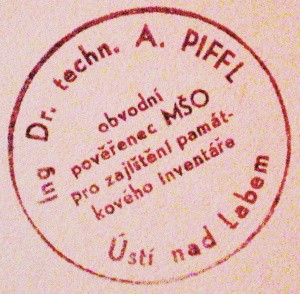 Ing Dr. techn. A. PIFFL
obvodní
pověřenec MŠO
pro zajištění památ-
kového inventáře
Ústí nad Labem